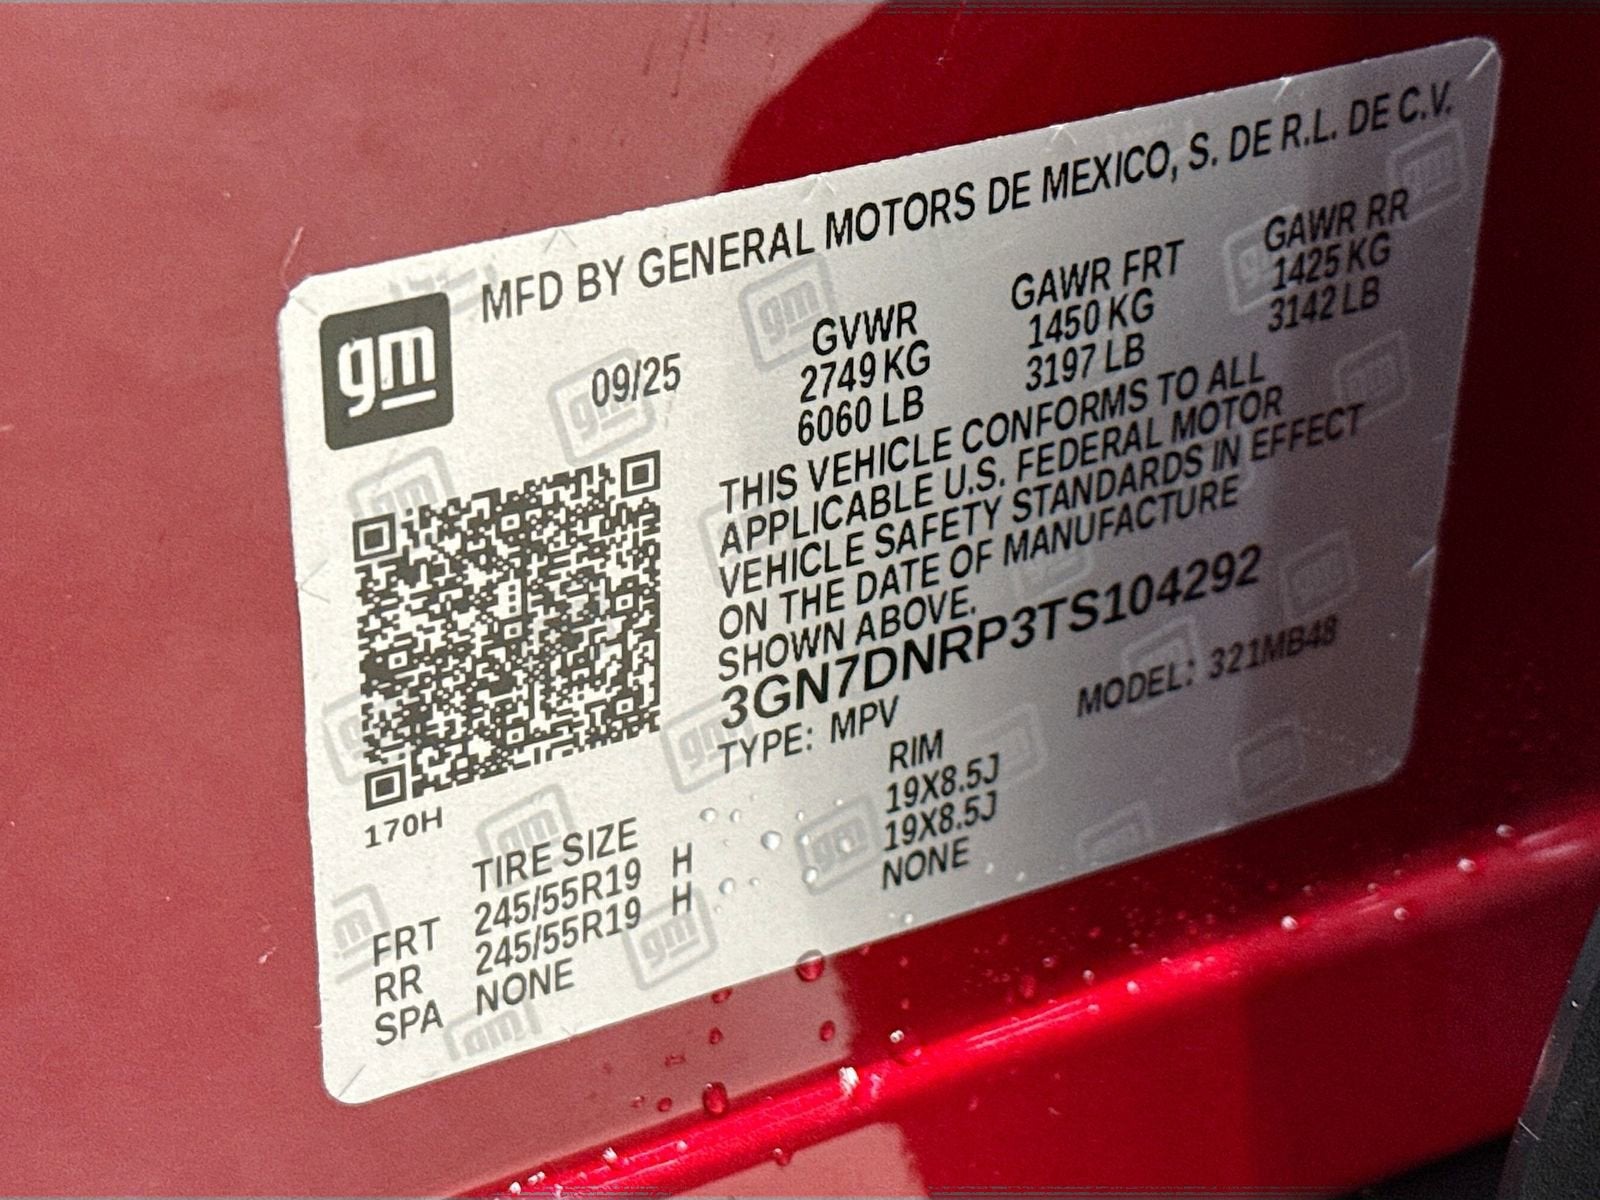 gm
MFD BY GENERAL MOTORS DE MEXICO, S. DE R.L. DE C.V.
09/25
GVWR GAWR FRT GAWR RR
2749 KG 1450 KG 1425 KG
6060 LB 3197 LB 3142 LB
THIS VEHICLE CONFORMS TO ALL
APPLICABLE U.S. FEDERAL MOTOR
VEHICLE SAFETY STANDARDS IN EFFECT
ON THE DATE OF MANUFACTURE
SHOWN ABOVE.
3GN7DNRP3TS104292
TYPE: MPV MODEL: 321MB48
170H
TIRE SIZE RIM
FRT 245/55R19 H 19X8.5J
RR 245/55R19 H 19X8.5J
SPA NONE NONE